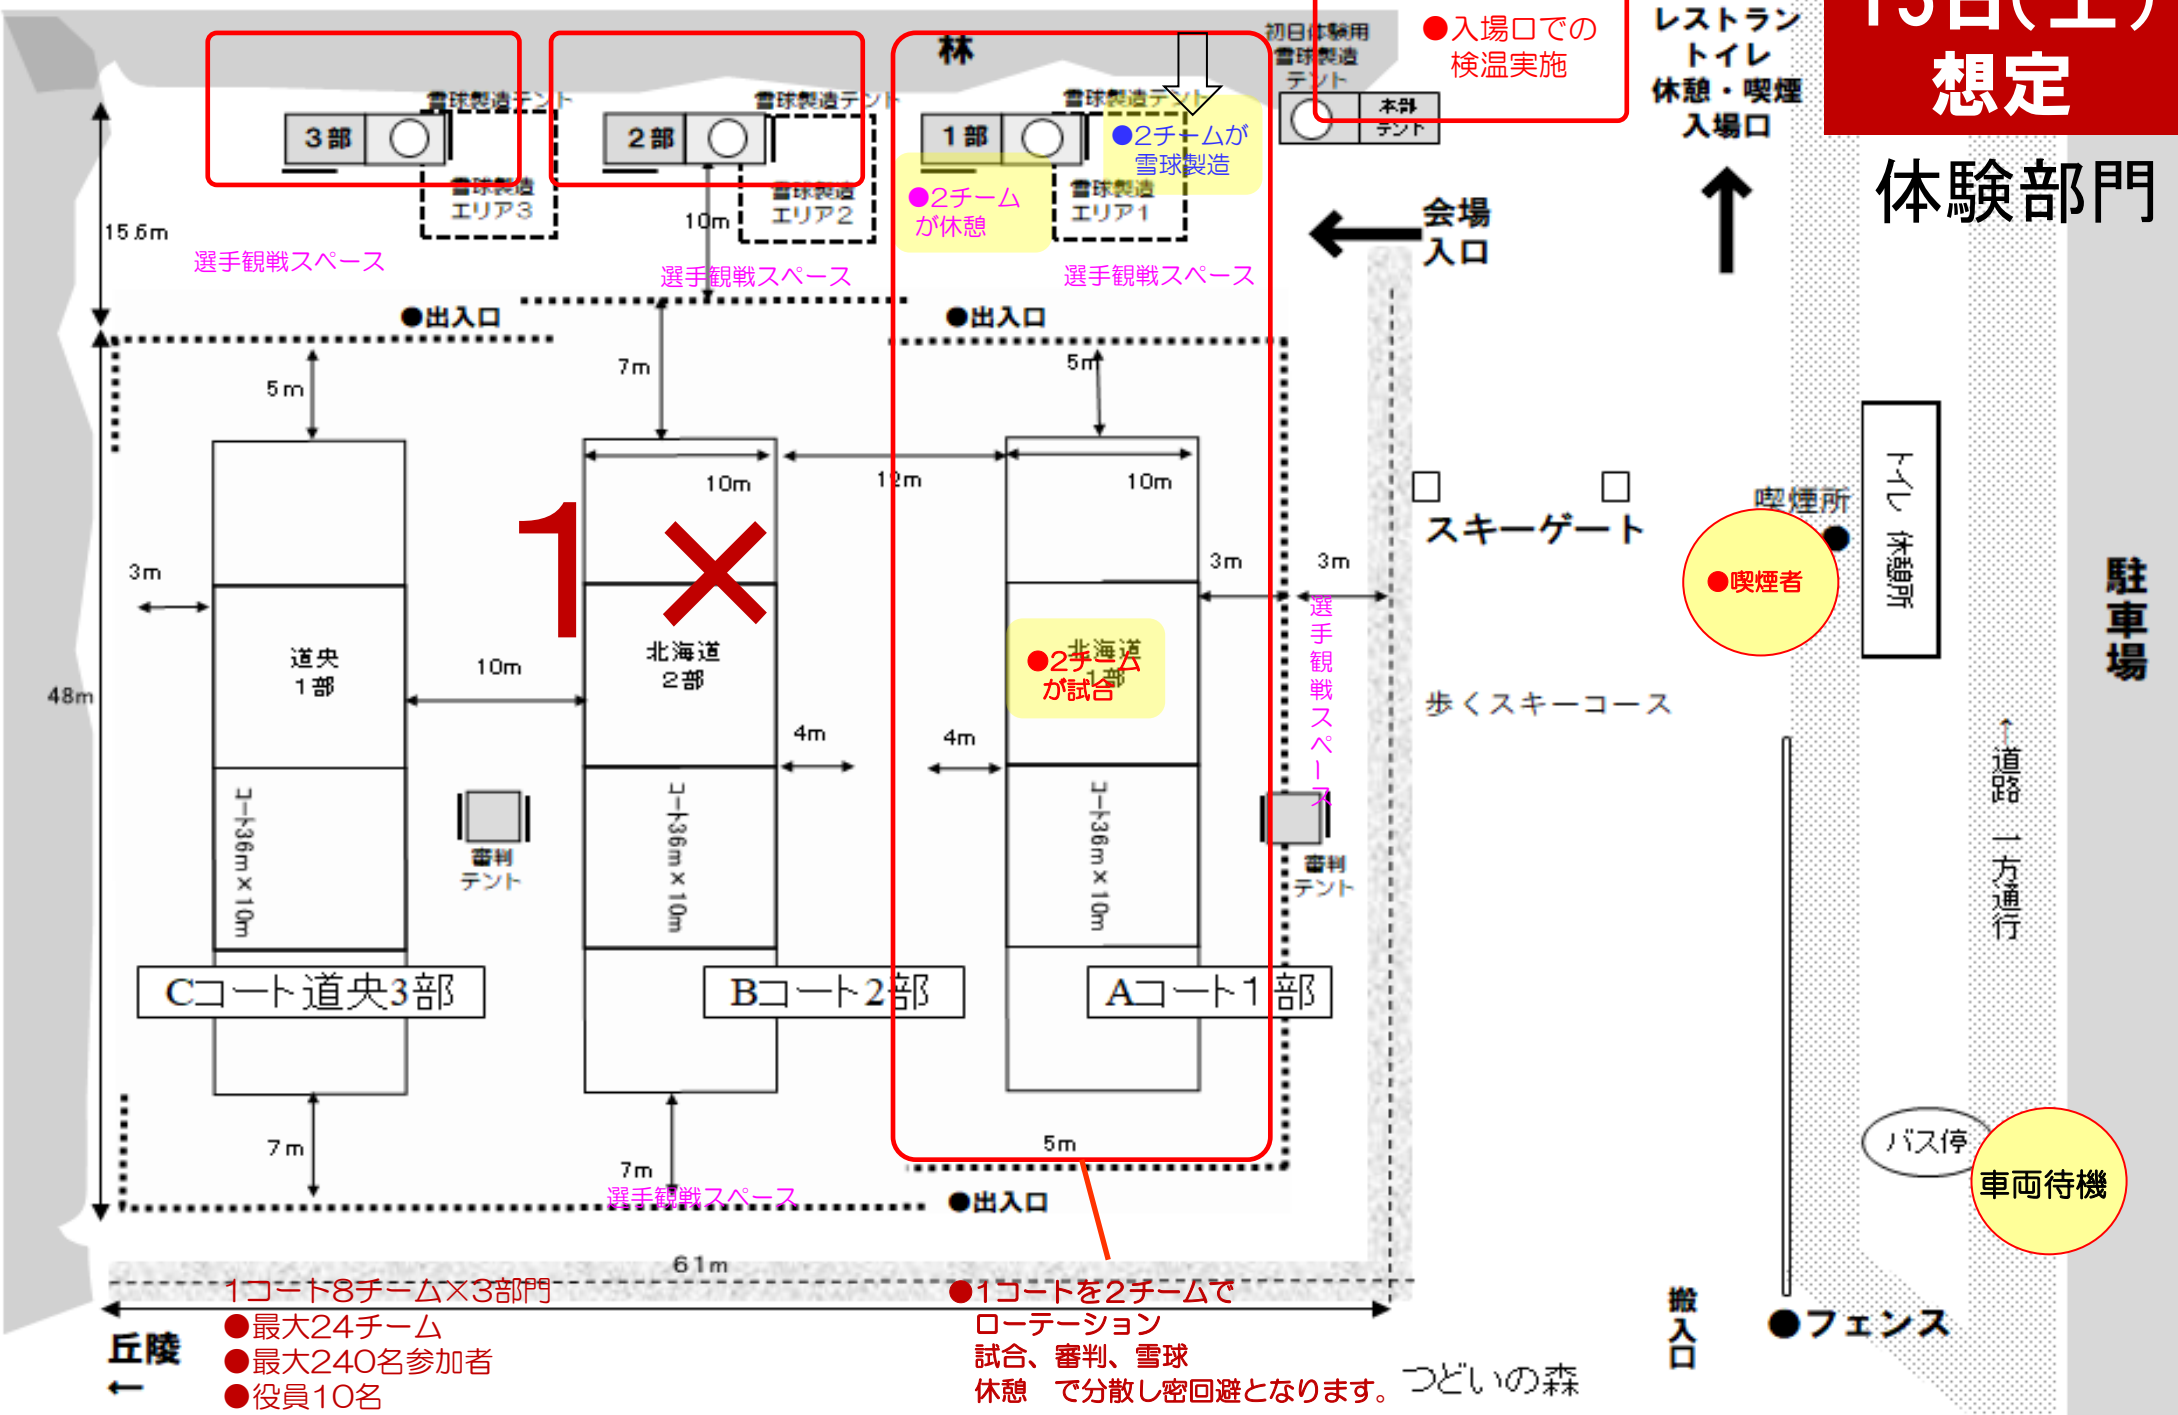 林
初日体験用
雪球製造
テント
●入場口での
検温実施
レストラン
トイレ
休憩・喫煙
入場口
想定
体験部門
雪球製造テント
雪球製造テント
雪球製造テント
3部
2部
1部
本部
テント
●2チームが
雪球製造
雪球製造
エリア3
雪球製造
エリア2
雪球製造
エリア1
●2チーム
が休憩
15.6m
10m
会場
入口
選手観戦スペース
選手観戦スペース
選手観戦スペース
●出入口
●出入口
5m
7m
5m
10m
12m
10m
1×
スキーゲート
喫煙所
●喫煙者
トイレ 休憩所
駐車場
3m
3m
3m
選手観戦スペース
道央
1部
北海道
2部
北海道
1部
●2チーム
が試合
10m
48m
4m
4m
歩くスキーコース
←道路 一方通行
コート36m×10m
コート36m×10m
コート36m×10m
審判
テント
審判
テント
Cコート道央3部
Bコート2部
Aコート1部
7m
7m
5m
選手観戦スペース
●出入口
バス停
車両待機
61m
1コート8チーム×3部門
●最大24チーム
●最大240名参加者
●役員10名
●1コートを2チームで
ローテーション
試合、審判、雪球
休憩 で分散し密回避となります。
丘陵
←
つどいの森
搬入口
●フェンス